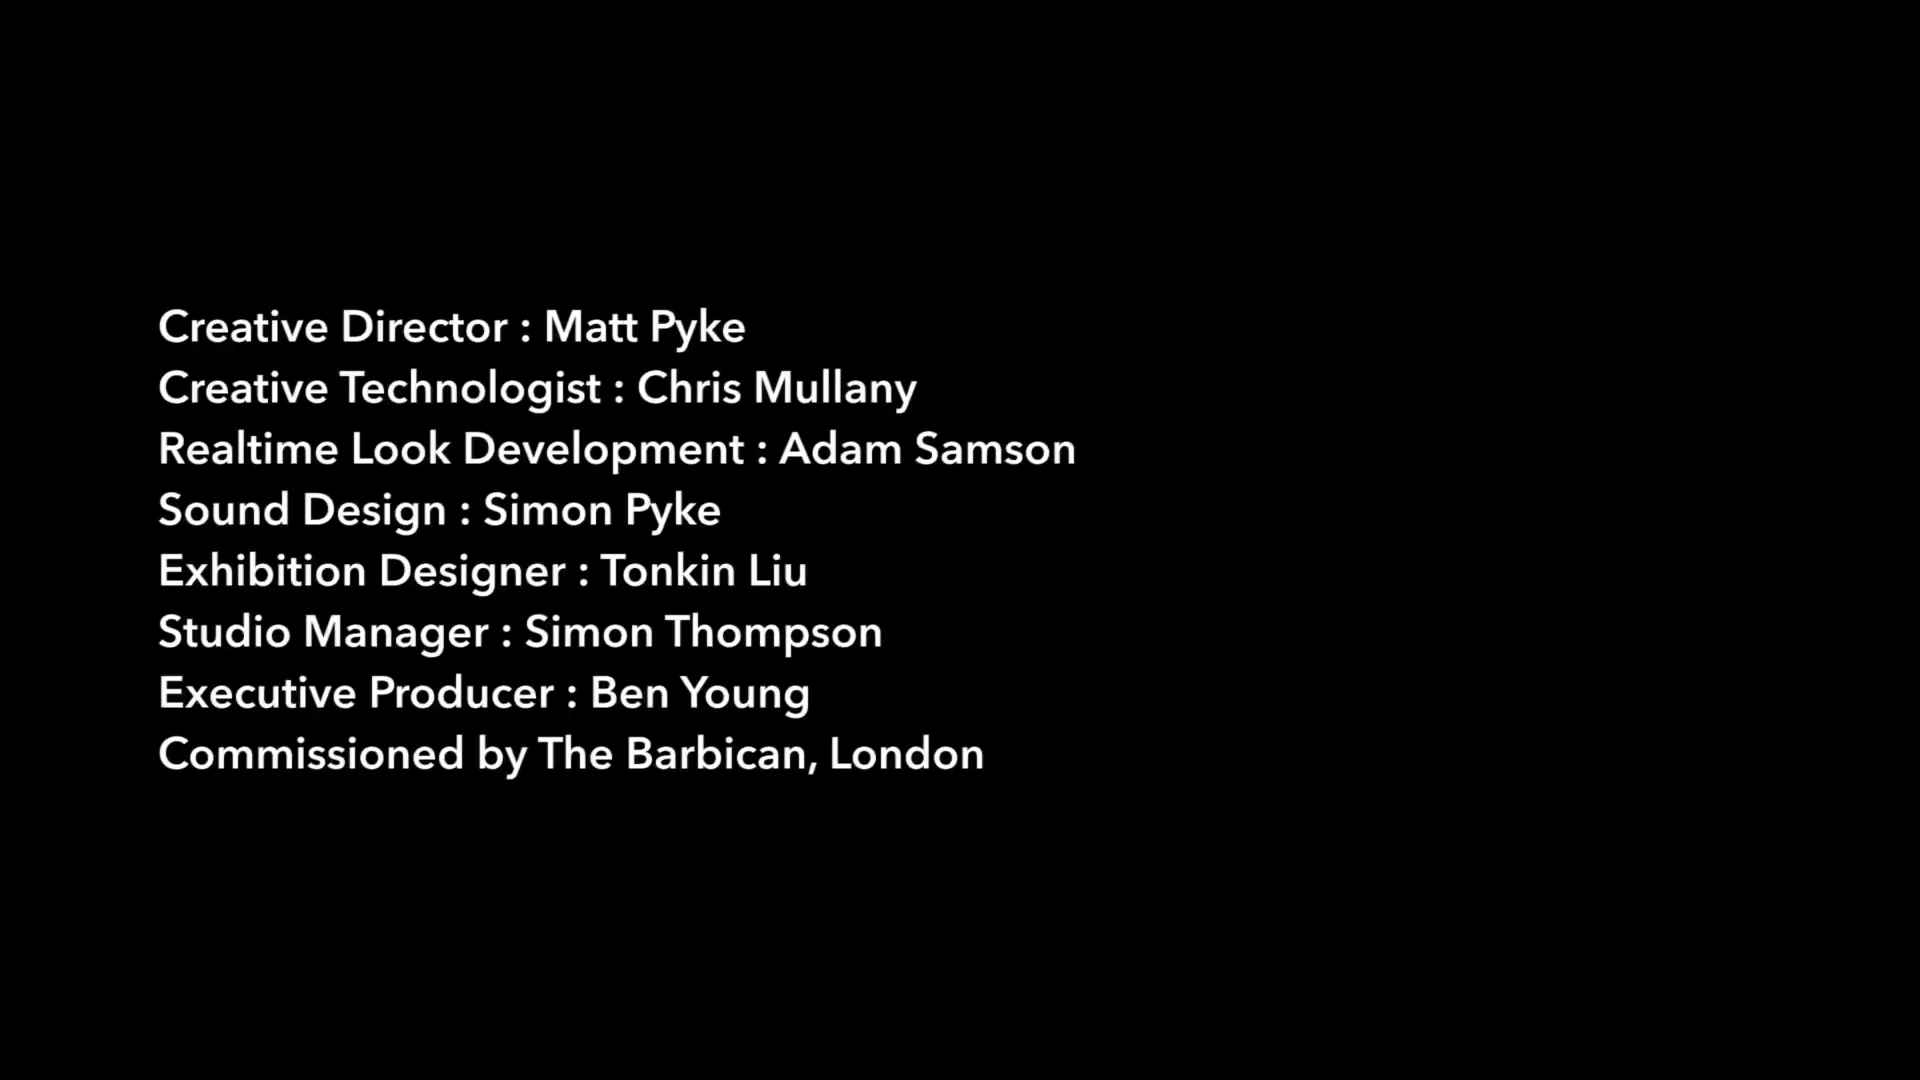 Creative Director : Matt Pyke
Creative Technologist : Chris Mullany
Realtime Look Development : Adam Samson
Sound Design : Simon Pyke
Exhibition Designer : Tonkin Liu
Studio Manager : Simon Thompson
Executive Producer : Ben Young
Commissioned by The Barbican, London